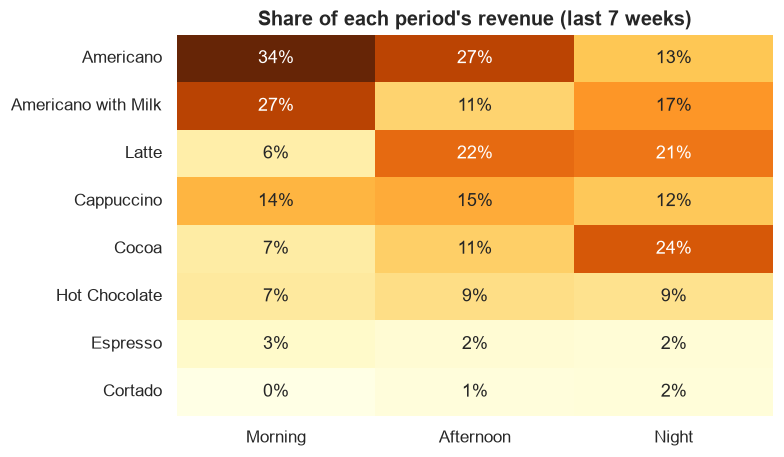 Share of each period's revenue (last 7 weeks)
Americano 34% 27% 13%
Americano with Milk 27% 11% 17%
Latte 6% 22% 21%
Cappuccino 14% 15% 12%
Cocoa 7% 11% 24%
Hot Chocolate 7% 9% 9%
Espresso 3% 2% 2%
Cortado 0% 1% 2%
Morning Afternoon Night